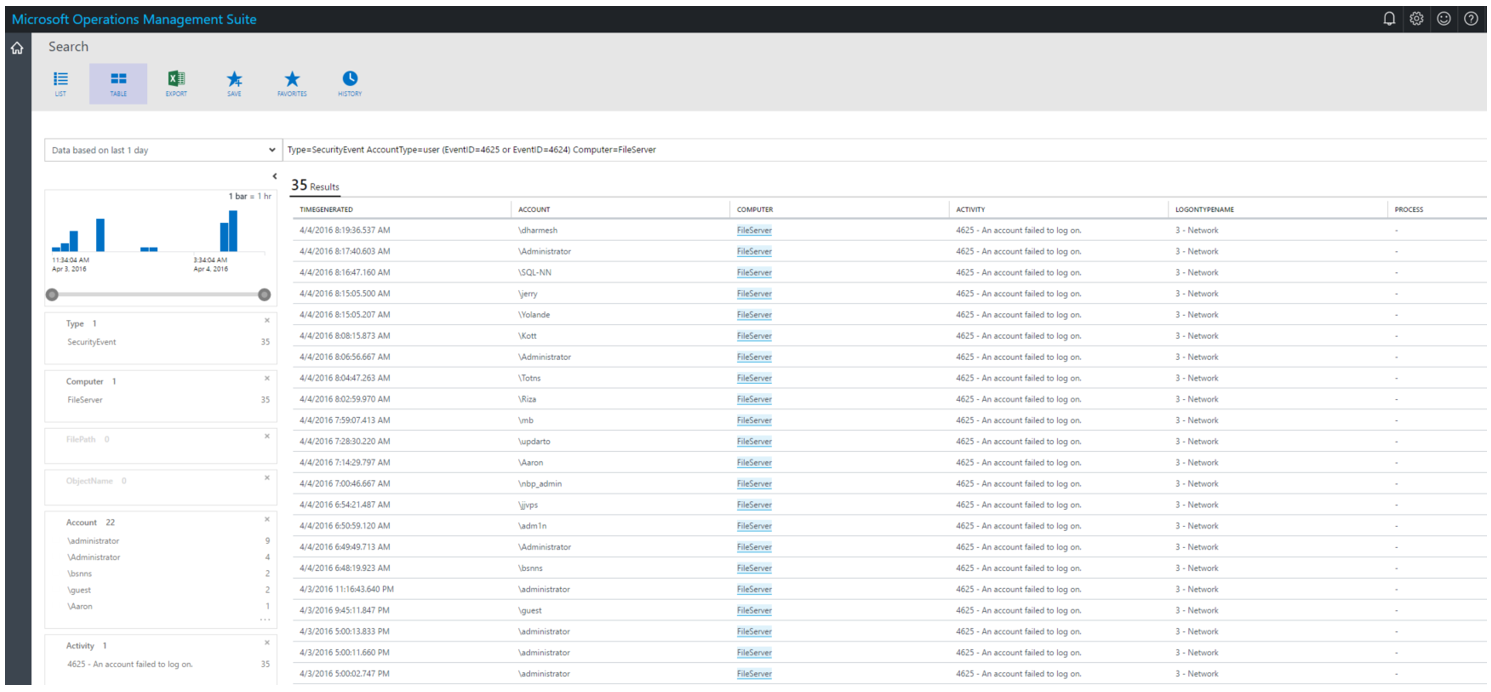 Microsoft Operations Management Suite
Search
LIST TABLE EXPORT SAVE FAVORITES HISTORY
Data based on last 1 day
Type=SecurityEvent AccountType=user (EventID=4625 or EventID=4624) Computer=FileServer
1 bar = 1 hr
11:34:04 AM
Apr 3, 2016
3:34:04 AM
Apr 4, 2016
Type 1
SecurityEvent 35
Computer 1
FileServer 35
FilePath 0
ObjectName 0
Account 22
\administrator 9
\Administrator 4
\bsnns 2
\guest 2
\Aaron 1
...
Activity 1
4625 - An account failed to log on. 35
35 Results
TIMEGENERATED ACCOUNT COMPUTER ACTIVITY LOGONTYPENAME PROCESS
4/4/2016 8:19:36.537 AM \dharmesh FileServer 4625 - An account failed to log on. 3 - Network -
4/4/2016 8:17:40.603 AM \Administrator FileServer 4625 - An account failed to log on. 3 - Network -
4/4/2016 8:16:47.160 AM \SQL-NN FileServer 4625 - An account failed to log on. 3 - Network -
4/4/2016 8:15:05.500 AM \jerry FileServer 4625 - An account failed to log on. 3 - Network -
4/4/2016 8:15:05.207 AM \Yolande FileServer 4625 - An account failed to log on. 3 - Network -
4/4/2016 8:08:15.873 AM \Kott FileServer 4625 - An account failed to log on. 3 - Network -
4/4/2016 8:06:56.667 AM \Administrator FileServer 4625 - An account failed to log on. 3 - Network -
4/4/2016 8:04:47.263 AM \Totns FileServer 4625 - An account failed to log on. 3 - Network -
4/4/2016 8:02:59.970 AM \Riza FileServer 4625 - An account failed to log on. 3 - Network -
4/4/2016 7:59:07.413 AM \mb FileServer 4625 - An account failed to log on. 3 - Network -
4/4/2016 7:28:30.220 AM \updarto FileServer 4625 - An account failed to log on. 3 - Network -
4/4/2016 7:14:29.797 AM \Aaron FileServer 4625 - An account failed to log on. 3 - Network -
4/4/2016 7:00:46.667 AM \nbp_admin FileServer 4625 - An account failed to log on. 3 - Network -
4/4/2016 6:54:21.487 AM \jjvps FileServer 4625 - An account failed to log on. 3 - Network -
4/4/2016 6:50:59.120 AM \adm1n FileServer 4625 - An account failed to log on. 3 - Network -
4/4/2016 6:49:49.713 AM \Administrator FileServer 4625 - An account failed to log on. 3 - Network -
4/4/2016 6:48:19.923 AM \bsnns FileServer 4625 - An account failed to log on. 3 - Network -
4/3/2016 11:16:43.640 PM \administrator FileServer 4625 - An account failed to log on. 3 - Network -
4/3/2016 9:45:11.847 PM \guest FileServer 4625 - An account failed to log on. 3 - Network -
4/3/2016 5:00:13.833 PM \administrator FileServer 4625 - An account failed to log on. 3 - Network -
4/3/2016 5:00:11.660 PM \administrator FileServer 4625 - An account failed to log on. 3 - Network -
4/3/2016 5:00:02.747 PM \administrator FileServer 4625 - An account failed to log on. 3 - Network -